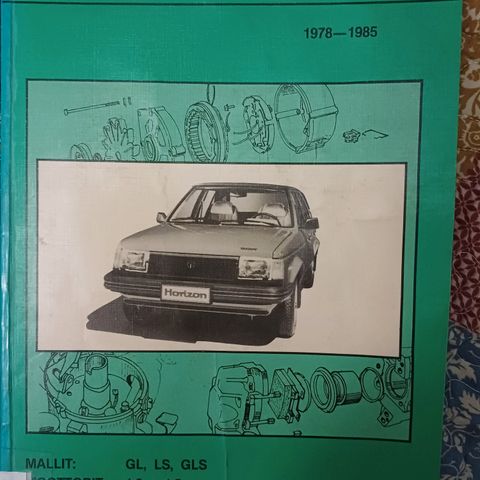 1978—1985
Horizon
MALLIT: GL, LS, GLS